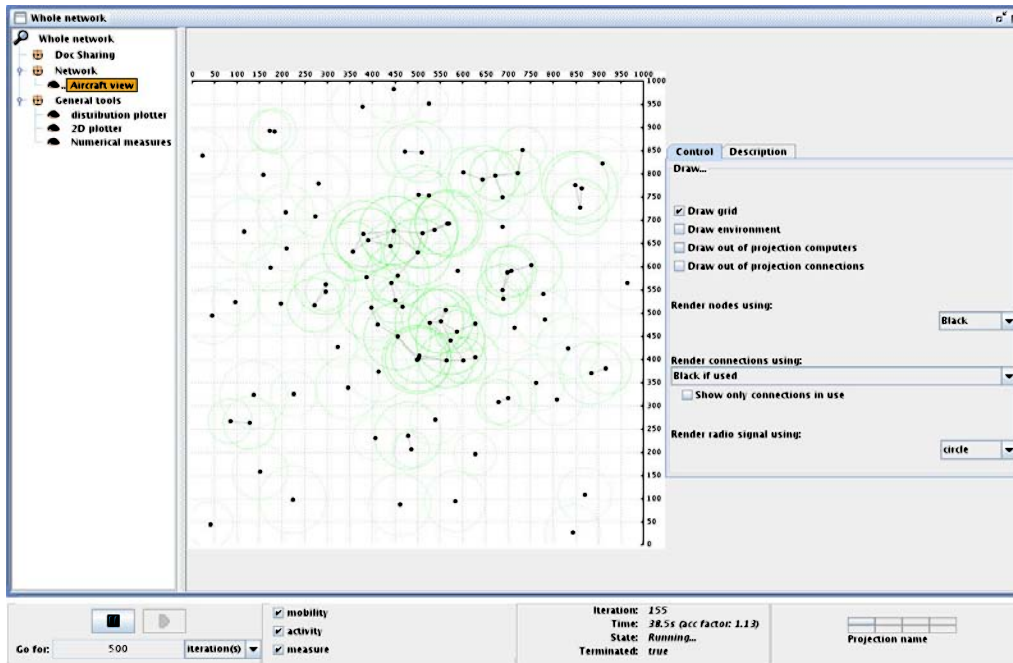 Whole network
Whole network
Doc Sharing
Network
Aircraft view
General tools
distribution plotter
2D plotter
Numerical measures
0 50 100 150 200 250 300 350 400 450 500 550 600 650 700 750 800 850 900 950 1000
1000
950
900
850
800
750
700
650
600
550
500
450
400
350
300
250
200
150
100
50
0
Control Description
Draw...
Draw grid
Draw environment
Draw out of projection computers
Draw out of projection connections
Render nodes using:
Black
Render connections using:
Black if used
Show only connections in use
Render radio signal using:
circle
Go for: 500 iteration(s)
mobility
activity
measure
Iteration: 155
Time: 38.5s (acc factor: 1.13)
State: Running...
Terminated: true
Projection name